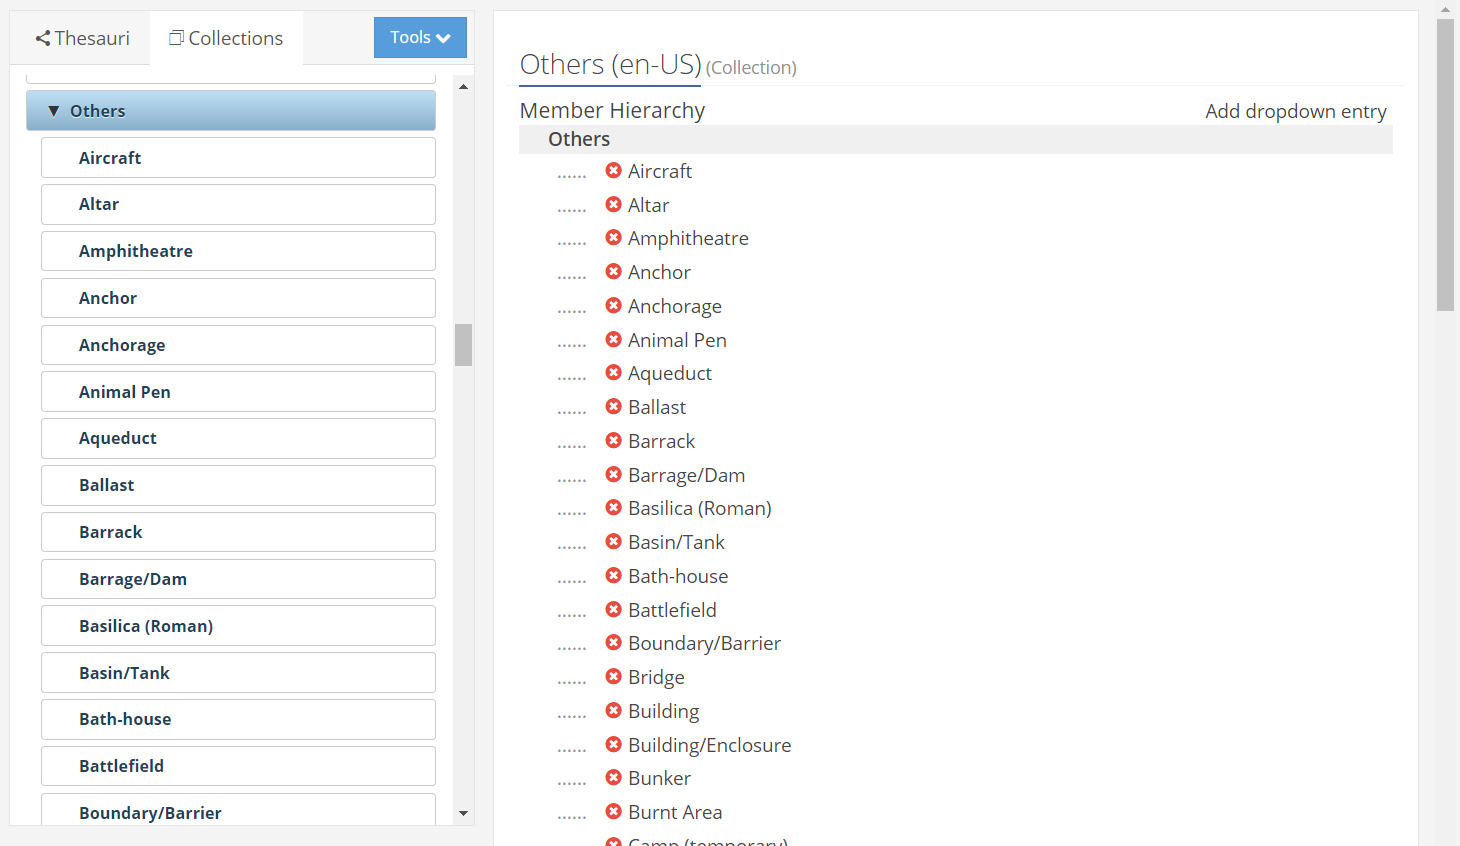 Thesauri
Collections
Tools
Others
Aircraft
Altar
Amphitheatre
Anchor
Anchorage
Animal Pen
Aqueduct
Ballast
Barrack
Barrage/Dam
Basilica (Roman)
Basin/Tank
Bath-house
Battlefield
Boundary/Barrier
Others (en-US) (Collection)
Member Hierarchy
Add dropdown entry
Others
...... Aircraft
...... Altar
...... Amphitheatre
...... Anchor
...... Anchorage
...... Animal Pen
...... Aqueduct
...... Ballast
...... Barrack
...... Barrage/Dam
...... Basilica (Roman)
...... Basin/Tank
...... Bath-house
...... Battlefield
...... Boundary/Barrier
...... Bridge
...... Building
...... Building/Enclosure
...... Bunker
...... Burnt Area
Camp (temporary)